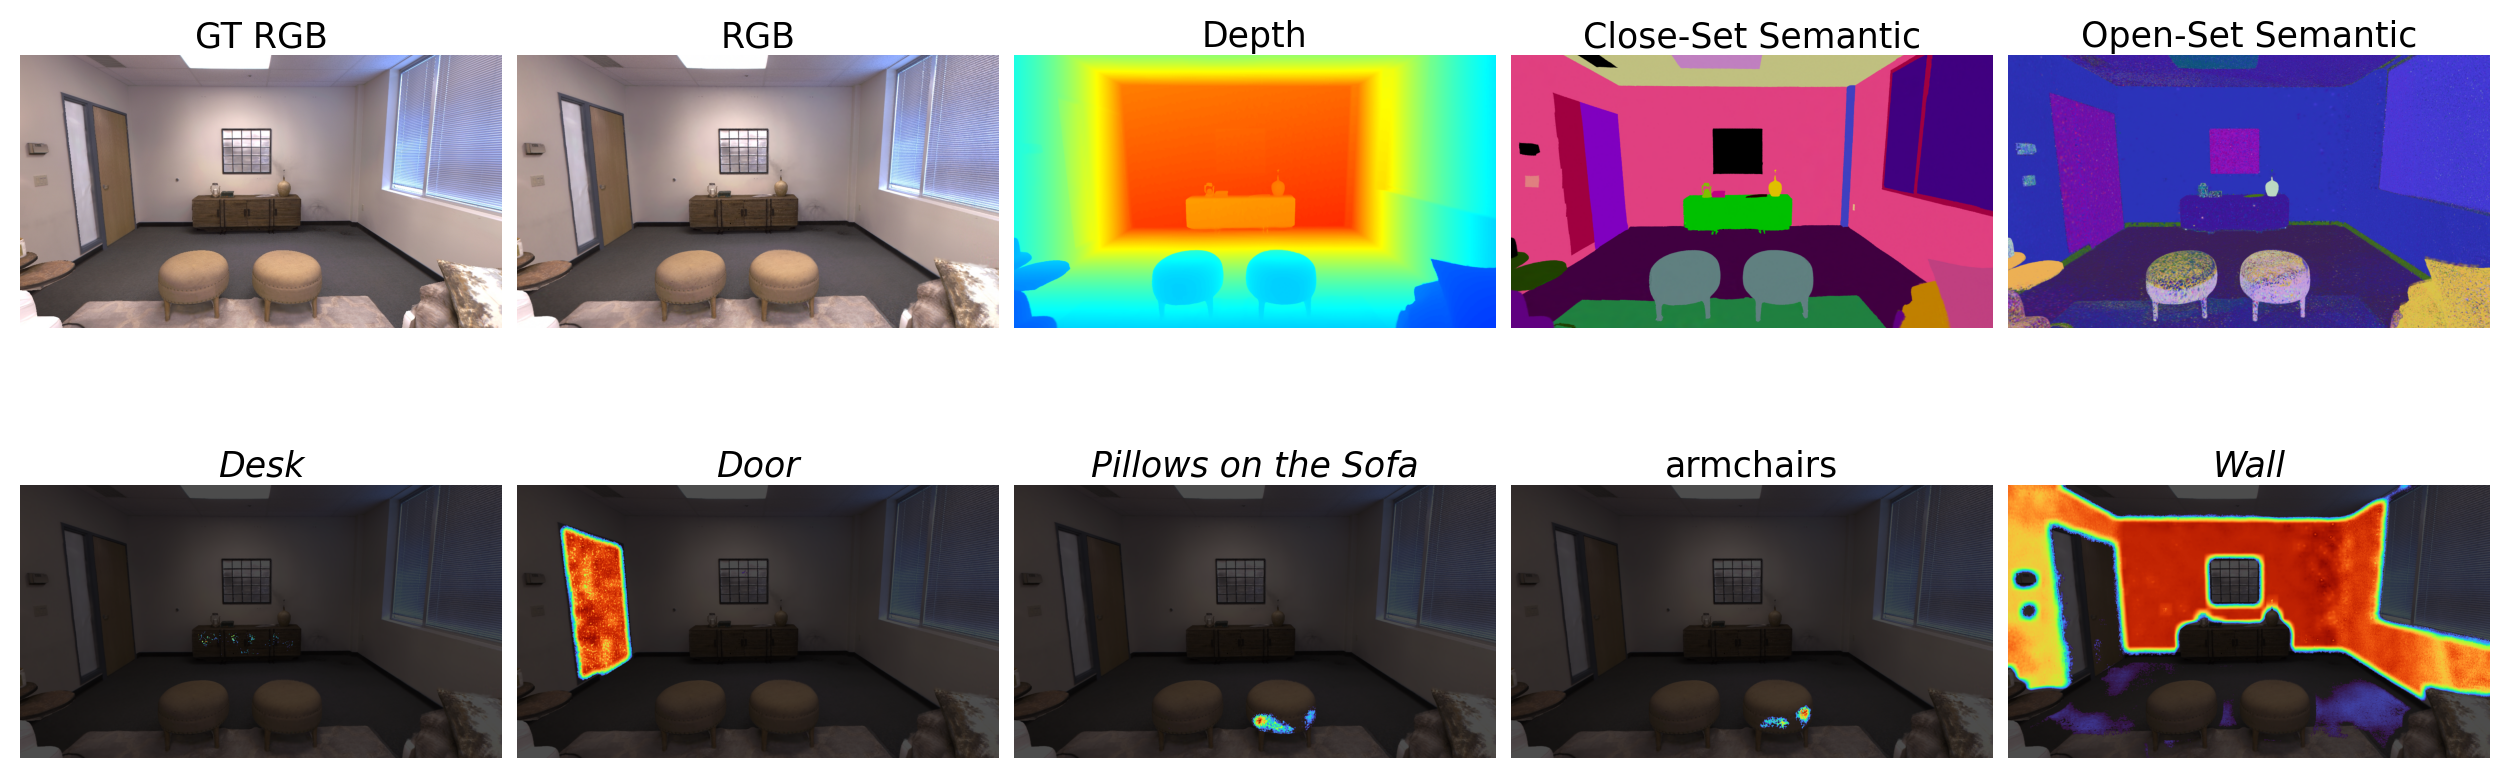 GT RGB
RGB
Depth
Close-Set Semantic
Open-Set Semantic
Desk
Door
Pillows on the Sofa
armchairs
Wall